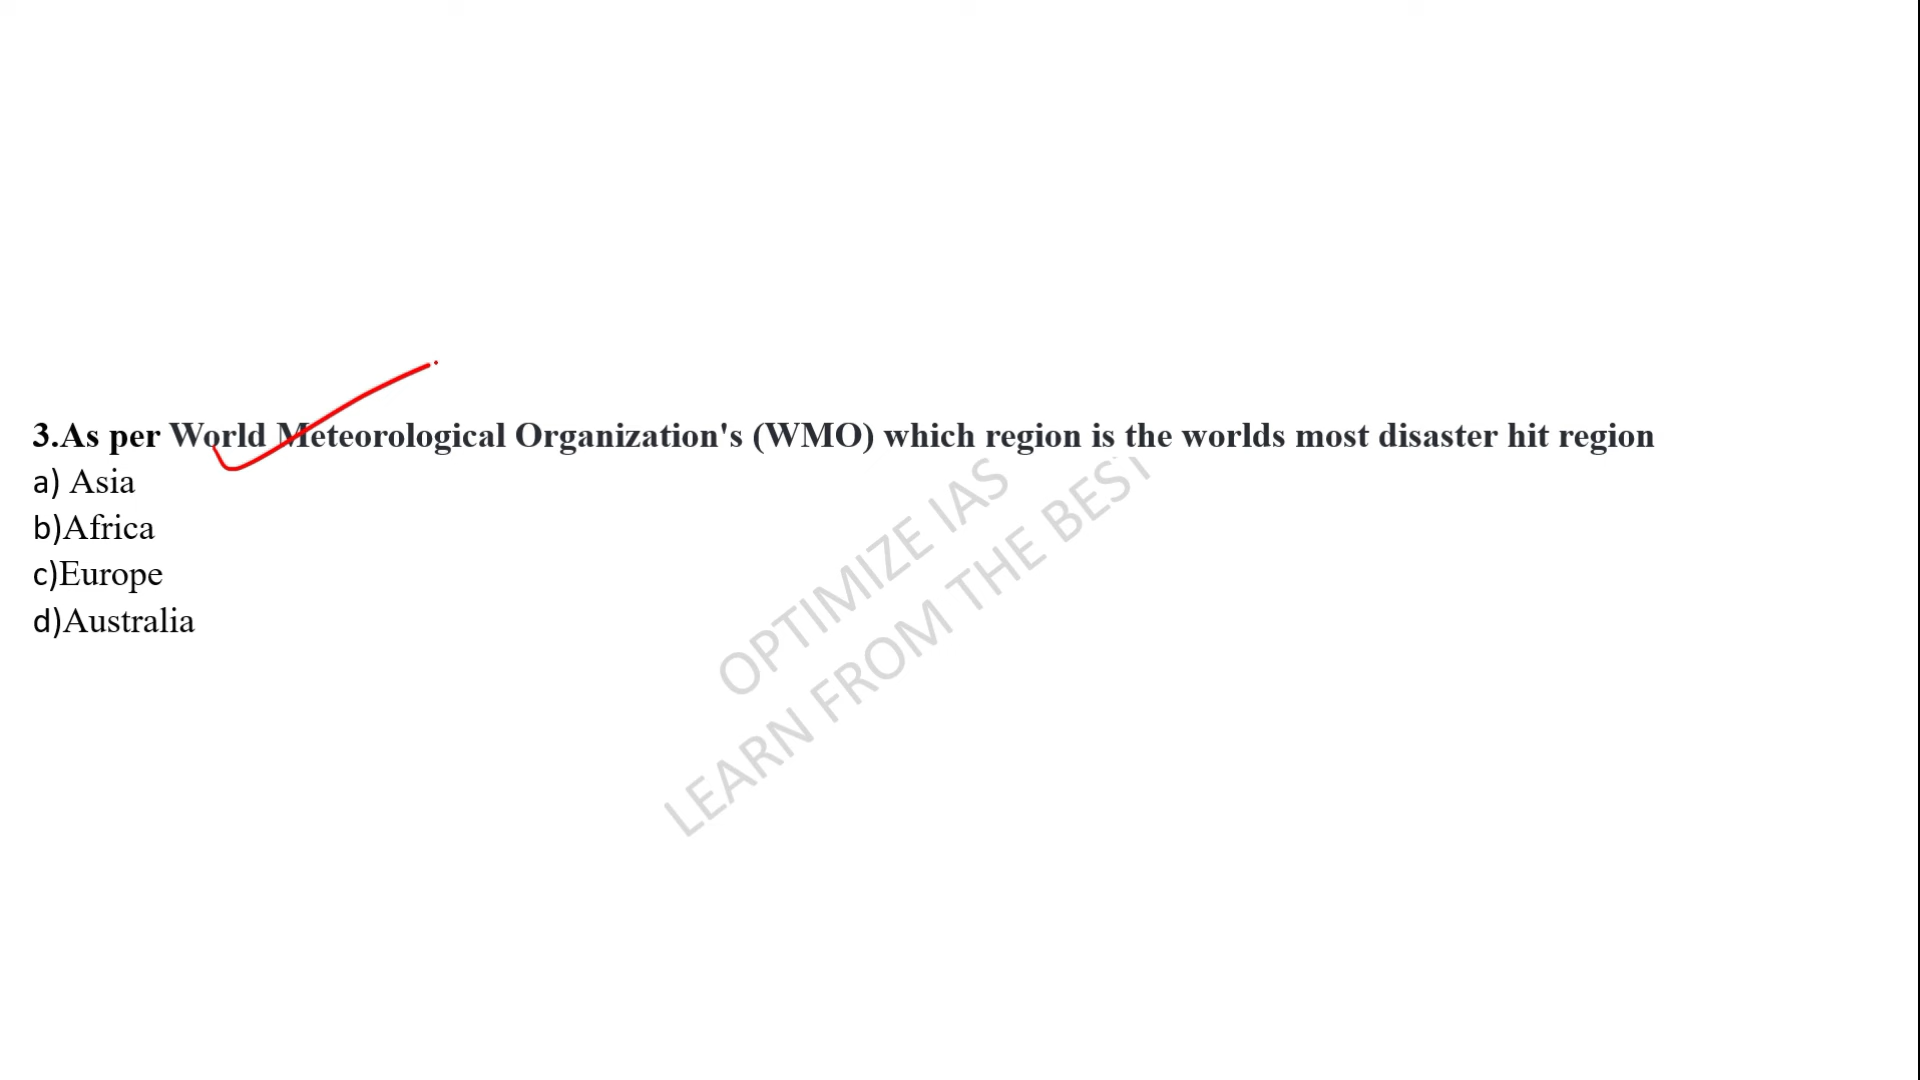 3.As per World Meteorological Organization's (WMO) which region is the worlds most disaster hit region
a) Asia
b)Africa
c)Europe
d)Australia
OPTIMIZE IAS
LEARN FROM THE BEST